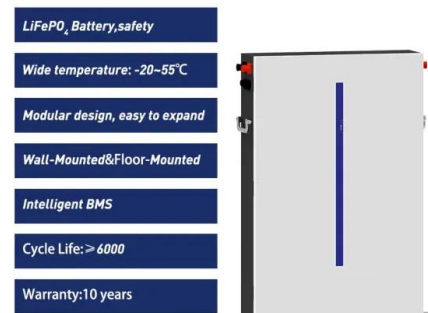 LiFePO₄ Battery,safety
Wide temperature: -20~55℃
Modular design, easy to expand
Wall-Mounted&Floor-Mounted
Intelligent BMS
Cycle Life:≥6000
Warranty:10 years